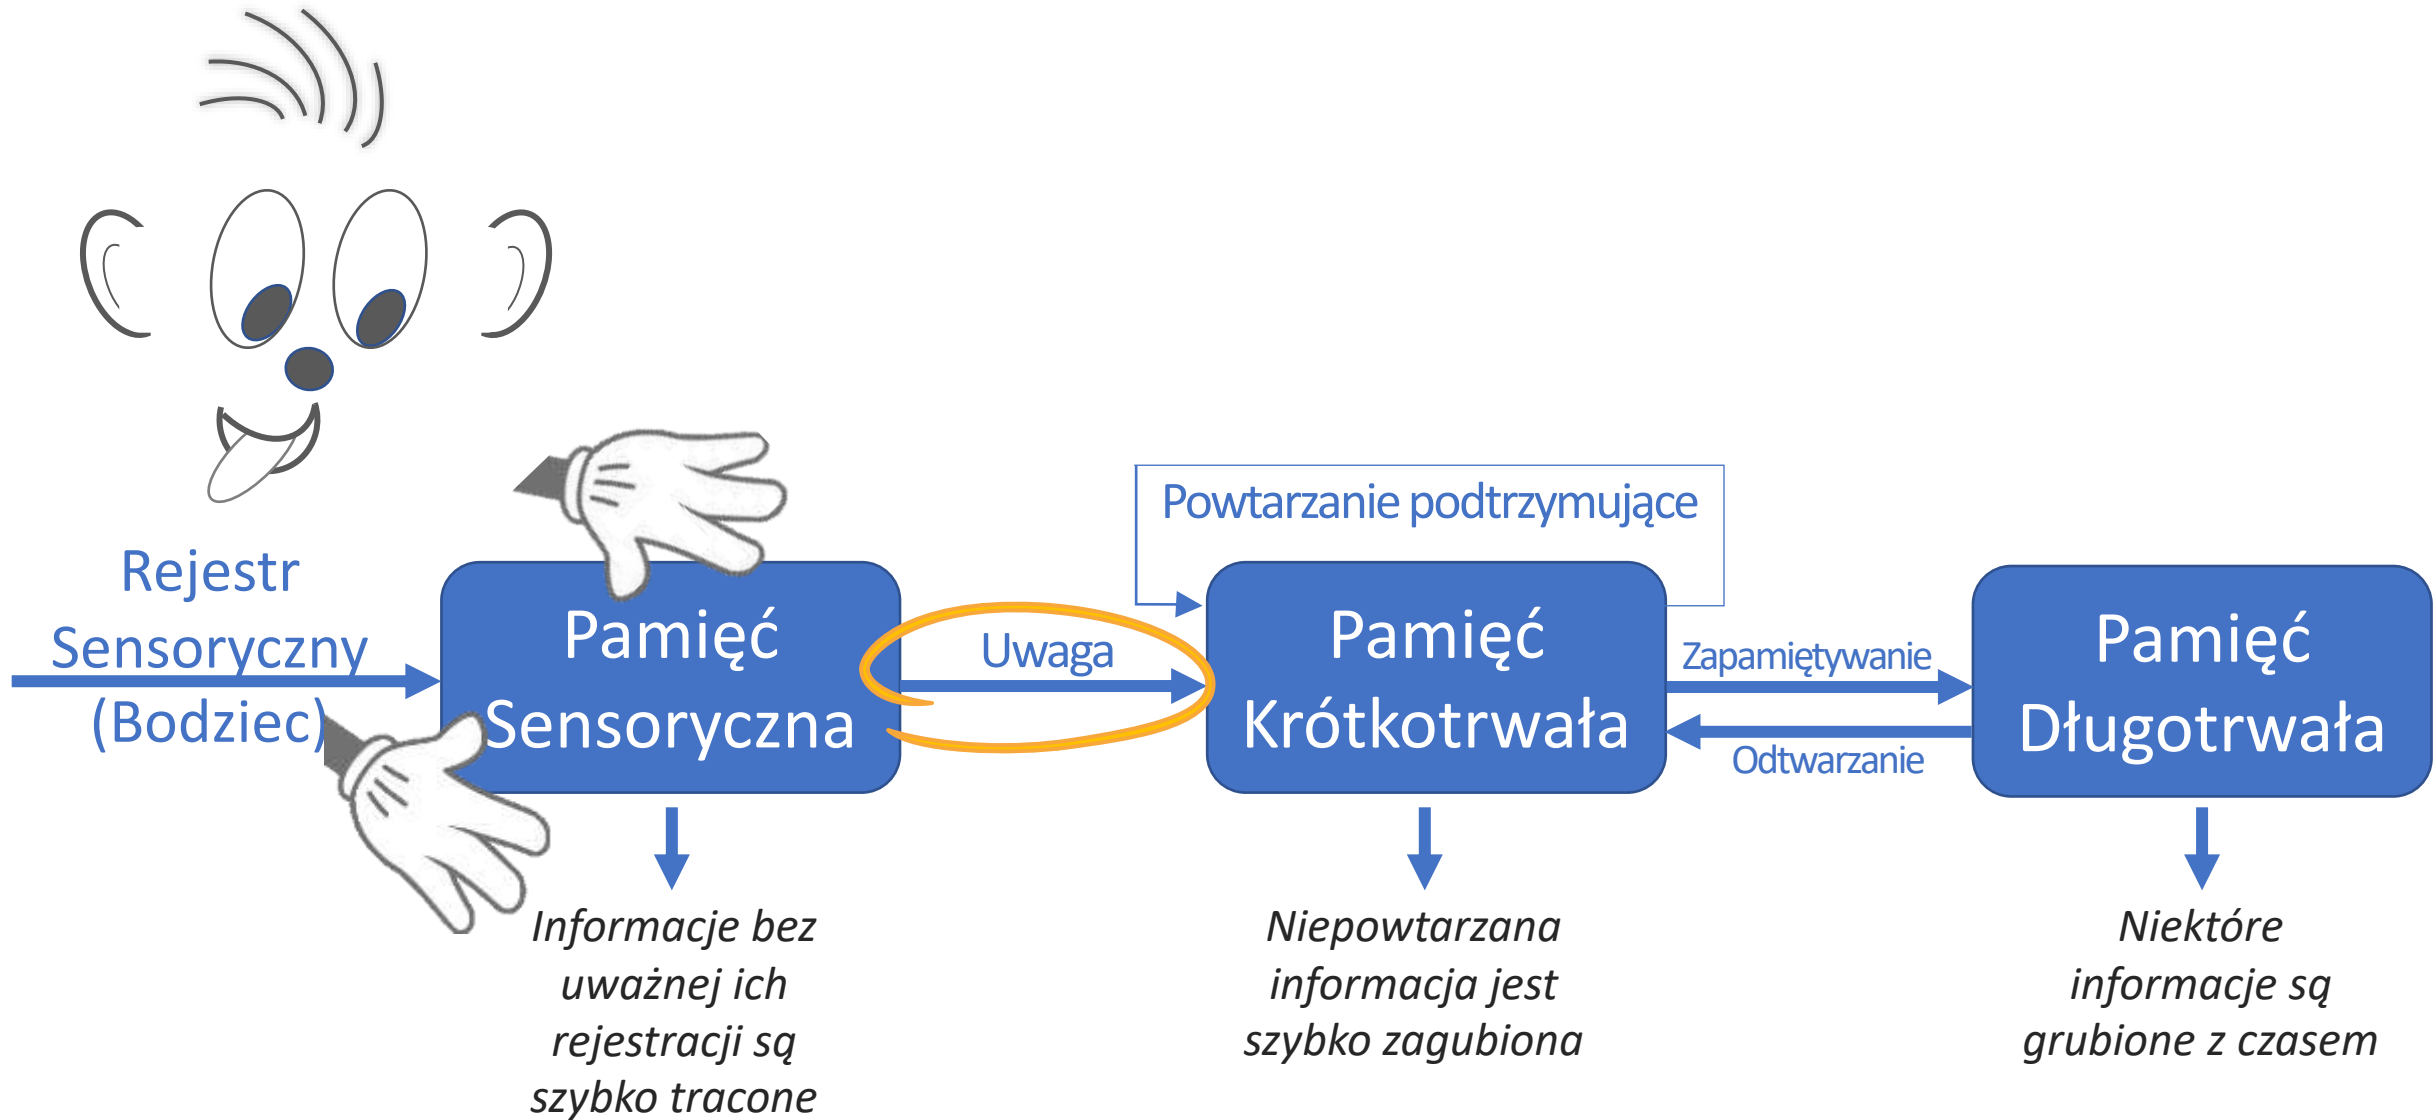 Rejestr
Sensoryczny
(Bodziec)
Pamięć
Sensoryczna
Uwaga
Powtarzanie podtrzymujące
Pamięć
Krótkotrwała
Zapamiętywanie
Odtwarzanie
Pamięć
Długotrwała
Informacje bez
uważnej ich
rejestracji są
szybko tracone
Niepowtarzana
informacja jest
szybko zagubiona
Niektóre
informacje są
grubione z czasem